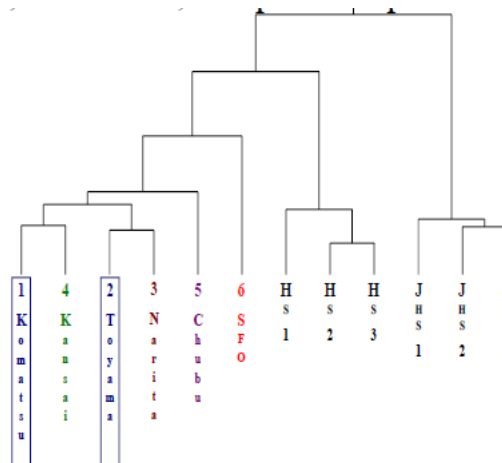 1 Komatsu
4 Kansai
2 Toyama
3 Narita
5 Chubu
6 SFO
HS 1
HS 2
HS 3
JHS 1
JHS 2